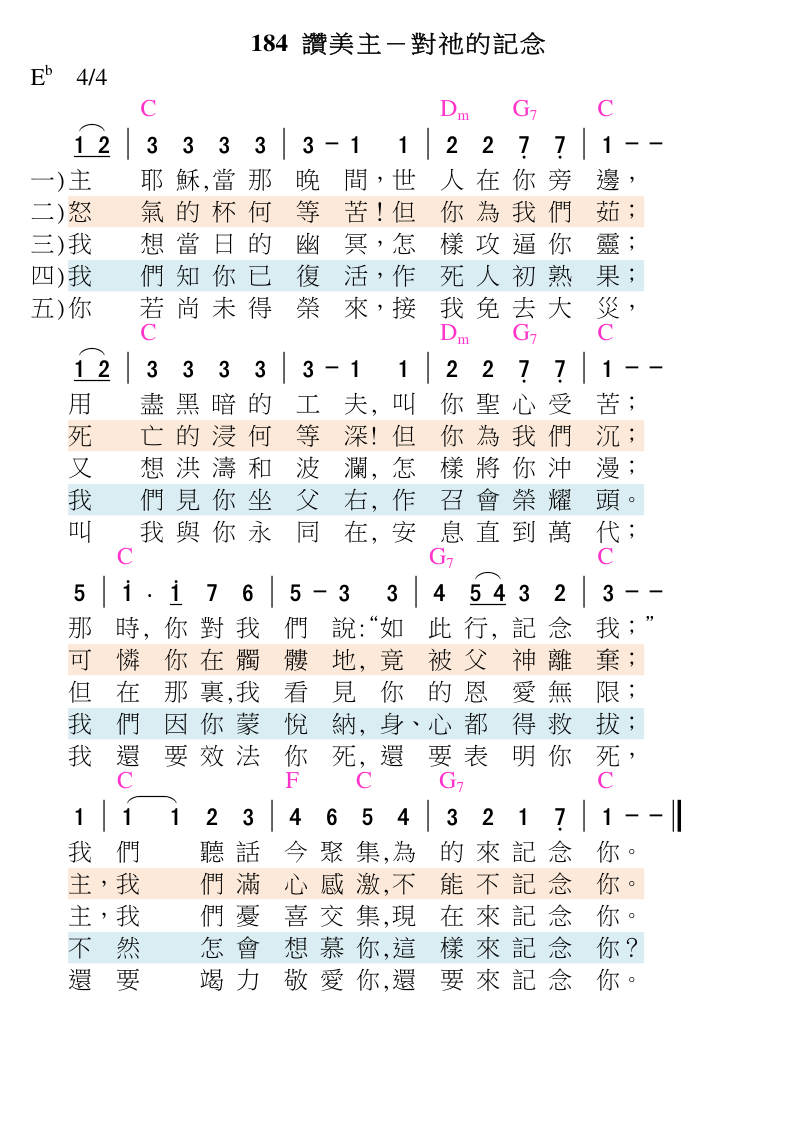 184 讚美主－對祂的記念
E♭ 4/4
C Dm G7 C
1 2 | 3 3 3 3 | 3 - 1 1 | 2 2 7̣ 7̣ | 1 - -
一)主 耶穌,當那晚間，世人在你旁邊，
二)怒 氣的杯何等苦!但你為我們茹；
三)我 想當日的幽冥，怎樣攻逼你靈；
四)我 們知你已復活，作死人初熟果；
五)你 若尚未得榮來，接我免去大災，
C Dm G7 C
1 2 | 3 3 3 3 | 3 - 1 1 | 2 2 7̣ 7̣ | 1 - -
用 盡黑暗的工夫,叫你聖心受苦；
死 亡的浸何等深!但你為我們沉；
又 想洪濤和波瀾,怎樣將你沖漫；
我 們見你坐父右,作召會榮耀頭。
叫 我與你永同在,安息直到萬代；
C G7 C
5 | i . i 7 6 | 5 - 3 3 | 4 5 4 3 2 | 3 - -
那時,你對我們說:“如此行,記念我；”
可憐你在髑髏地,竟被父神離棄；
但在那裏,我看見你的恩愛無限；
我們因你蒙悅納,身、心都得救拔；
我還要效法你死,還要表明你死，
C F C G7 C
1 | 1 1 2 3 | 4 6 5 4 | 3 2 1 7̣ | 1 - -
我們 聽話今聚集,為的來記念你。
主，我 們滿心感激,不能不記念你。
主，我 們憂喜交集,現在來記念你。
不然 怎會想慕你,這樣來記念你？
還要 竭力敬愛你,還要來記念你。